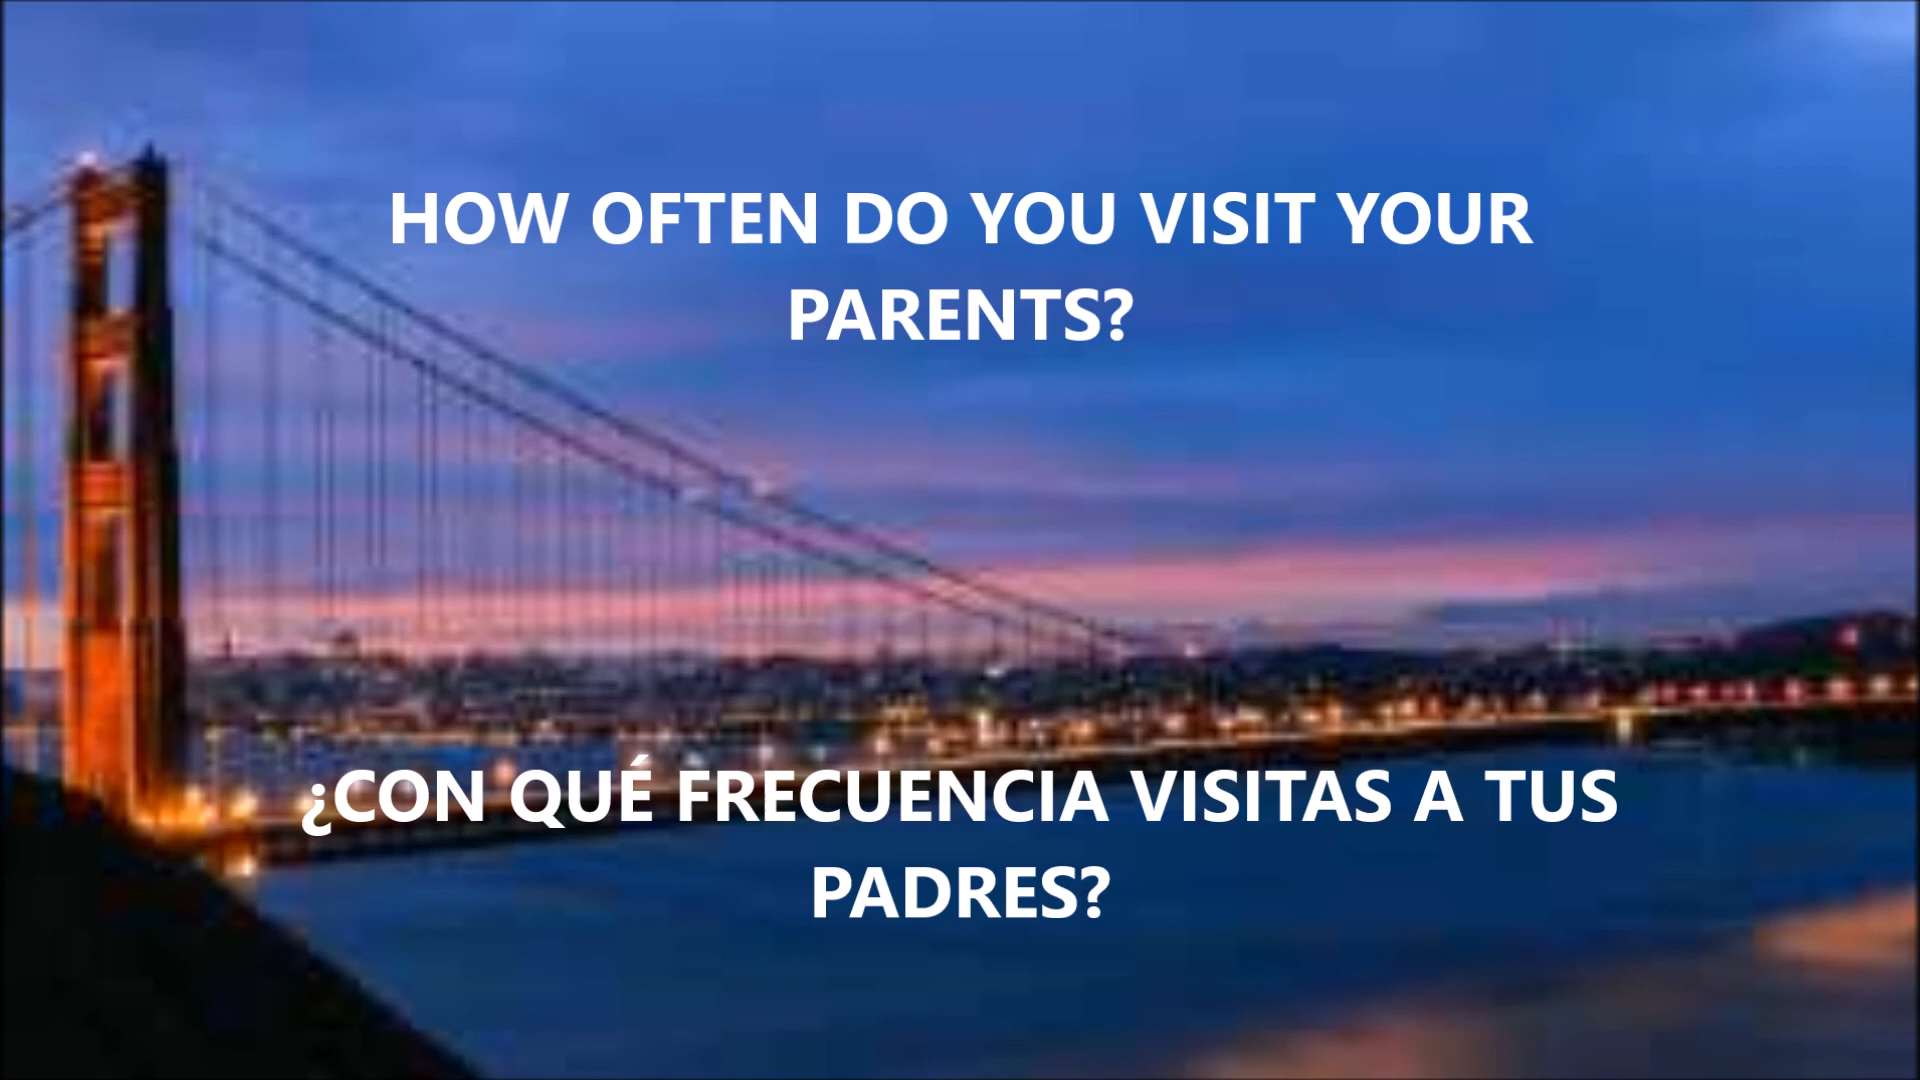 HOW OFTEN DO YOU VISIT YOUR
PARENTS?
¿CON QUÉ FRECUENCIA VISITAS A TUS
PADRES?